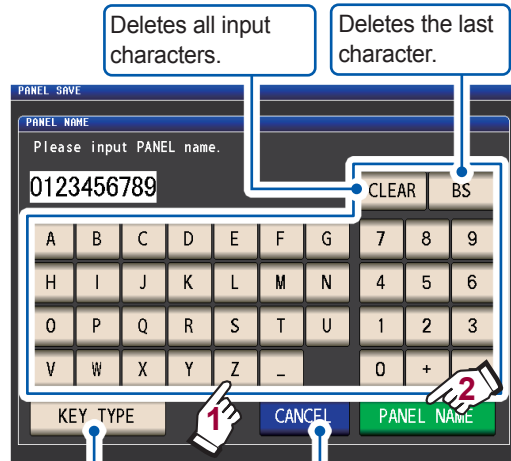 Deletes all input
characters.
Deletes the last
character.
PANEL SAVE
PANEL NAME
Please input PANEL name.
0123456789
CLEAR BS
A B C D E F G 7 8 9
H I J K L M N 4 5 6
O P Q R S T U 1 2 3
V W X Y Z _ 0 +
KEY TYPE 1 CANCEL PANEL NAME 2